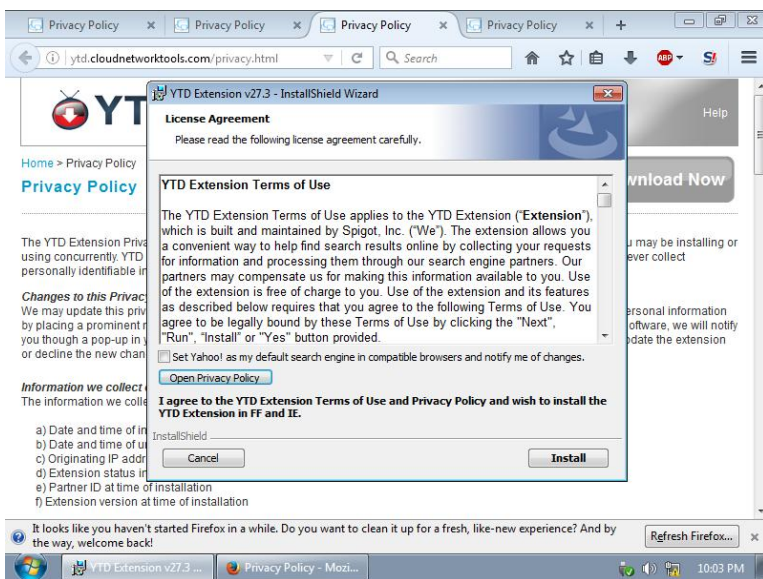 Privacy Policy
Privacy Policy
Privacy Policy
Privacy Policy
ytd.cloudnetworktools.com/privacy.html
Search
ABP
S!
YT
Help
Home > Privacy Policy
Privacy Policy
wnload Now
The YTD Extension Priva
u may be installing or
using concurrently. YTD
ever collect
personally identifiable in
Changes to this Privac
We may update this priv
ersonal information
by placing a prominent n
oftware, we will notify
you though a pop-up in y
pdate the extension
or decline the new chan
Information we collect
The information we colle
a) Date and time of in
b) Date and time of un
c) Originating IP addr
d) Extension status in
e) Partner ID at time of installation
f) Extension version at time of installation
YTD Extension v27.3 - InstallShield Wizard
License Agreement
Please read the following license agreement carefully.
YTD Extension Terms of Use
The YTD Extension Terms of Use applies to the YTD Extension (“Extension”),
which is built and maintained by Spigot, Inc. (“We”). The extension allows you
a convenient way to help find search results online by collecting your requests
for information and processing them through our search engine partners. Our
partners may compensate us for making this information available to you. Use
of the extension is free of charge to you. Use of the extension and its features
as described below requires that you agree to the following Terms of Use. You
agree to be legally bound by these Terms of Use by clicking the "Next",
"Run", "Install" or "Yes" button provided.
Set Yahoo! as my default search engine in compatible browsers and notify me of changes.
Open Privacy Policy
I agree to the YTD Extension Terms of Use and Privacy Policy and wish to install the
YTD Extension in FF and IE.
InstallShield
Cancel
Install
It looks like you haven't started Firefox in a while. Do you want to clean it up for a fresh, like-new experience? And by
the way, welcome back!
Refresh Firefox...
YTD Extension v27.3 ...
Privacy Policy - Mozi...
10:03 PM